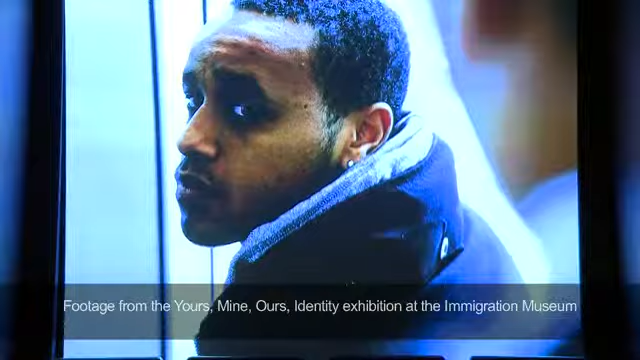 Footage from the Yours, Mine, Ours, Identity exhibition at the Immigration Museum